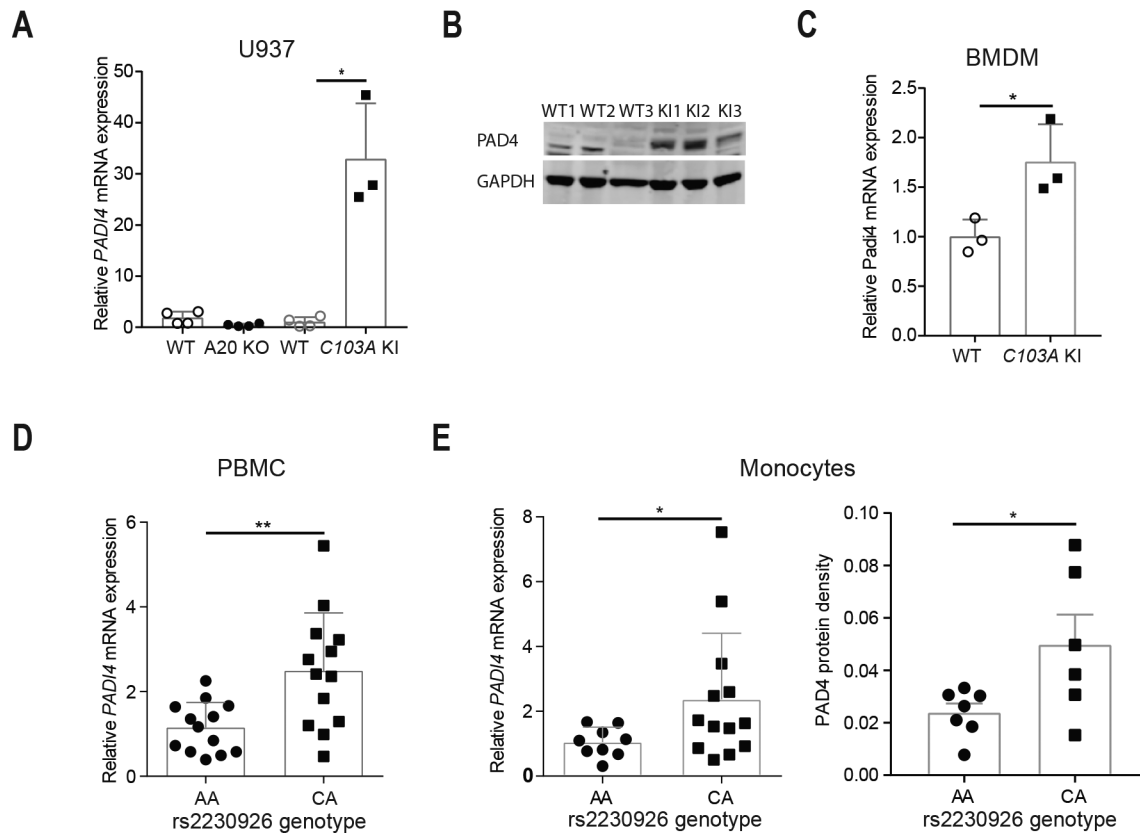 A
U937
*
Relative PADI4 mRNA expression
50
40
30
20
10
0
WT A20 KO WT C103A KI
B
WT1 WT2 WT3 KI1 KI2 KI3
PAD4
GAPDH
C
BMDM
*
Relative Padi4 mRNA expression
2.5
2.0
1.5
1.0
0.5
0.0
WT C103A KI
D
PBMC
**
Relative PADI4 mRNA expression
6
4
2
0
AA CA
rs2230926 genotype
E
Monocytes
*
Relative PADI4 mRNA expression
8
6
4
2
0
AA CA
rs2230926 genotype
*
PAD4 protein density
0.10
0.08
0.06
0.04
0.02
0.00
AA CA
rs2230926 genotype